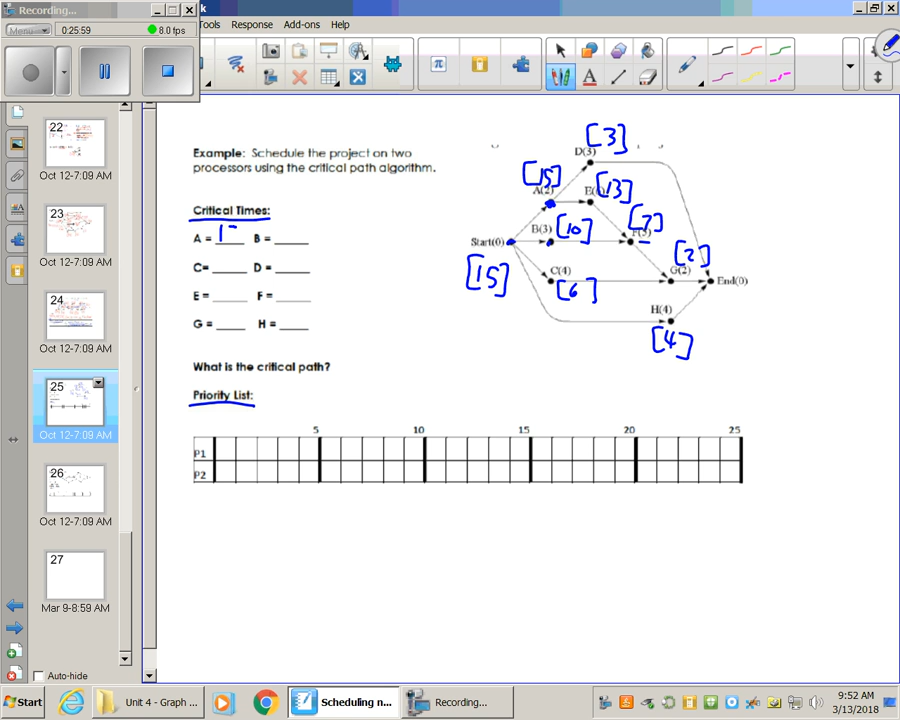 Recording...
Menu
0:25:59
8.0 fps
k
Tools Response Add-ons Help
22
Oct 12-7:09 AM
23
Oct 12-7:09 AM
24
Oct 12-7:09 AM
25
Oct 12-7:09 AM
26
Oct 12-7:09 AM
27
Mar 9-8:59 AM
Auto-hide
Example: Schedule the project on two
processors using the critical path algorithm.
Critical Times:
A = 1 B = ____
C= ____ D = ____
E = ____ F = ____
G = ____ H = ____
What is the critical path?
Priority List:
[3]
D(3)
[15]
A(2)
[13]
[7]
B(3) [10]
Start(0)
[15]
[2]
C(4)
[6]
G(2)
End(0)
H(4)
[4]
5 10 15 20 25
P1
P2
Start
Unit 4 - Graph ...
Scheduling n...
Recording...
9:52 AM
3/13/2018